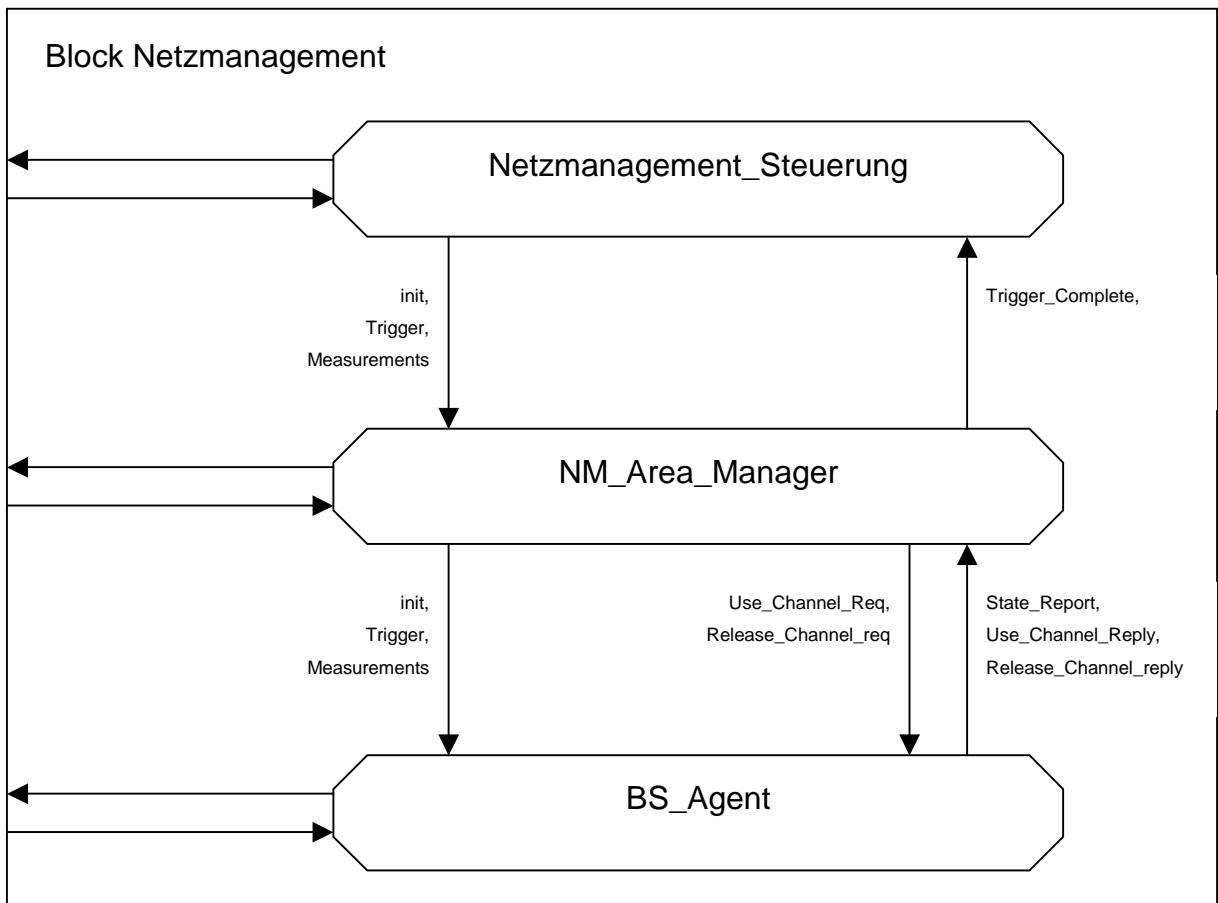 Block Netzmanagement
Netzmanagement_Steuerung
init,
Trigger,
Measurements
Trigger_Complete,
NM_Area_Manager
init,
Trigger,
Measurements
Use_Channel_Req,
Release_Channel_req
State_Report,
Use_Channel_Reply,
Release_Channel_reply
BS_Agent